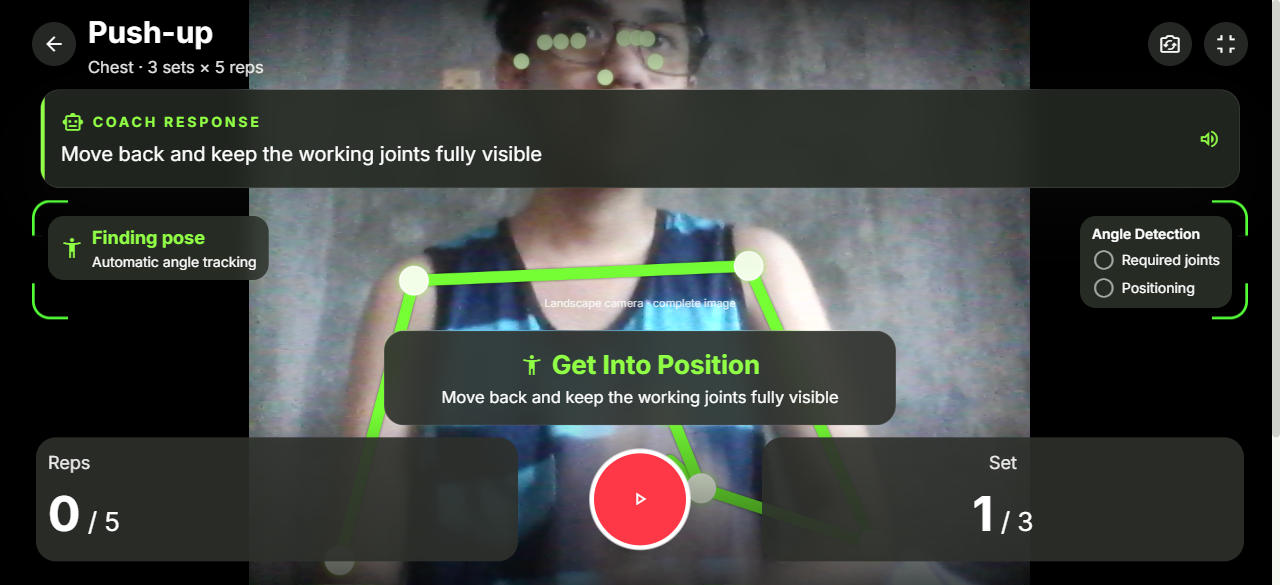 Push-up
Chest · 3 sets × 5 reps
COACH RESPONSE
Move back and keep the working joints fully visible
Finding pose
Automatic angle tracking
Angle Detection
Required joints
Positioning
Landscape camera · complete image
Get Into Position
Move back and keep the working joints fully visible
Reps
0 / 5
Set
1 / 3